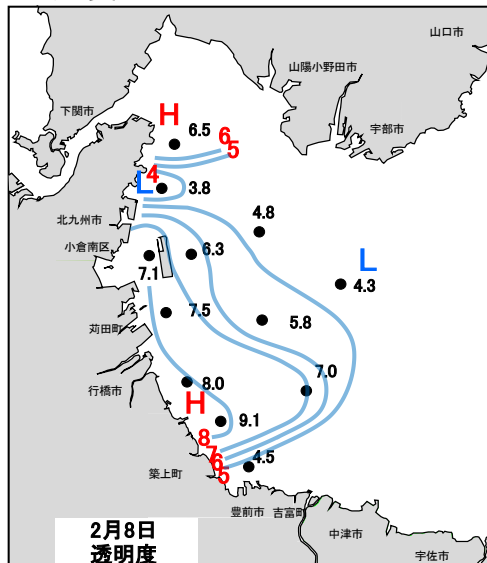 山口市
山陽小野田市
下関市
宇部市
H
6.5
6
5
4
L
3.8
北九州市
小倉南区
4.8
6.3
7.1
L
4.3
7.5
5.8
苅田町
7.0
行橋市
8.0
H
9.1
8
7
6
5
4.5
築上町
豊前市
吉富町
中津市
宇佐市
2月8日
透明度